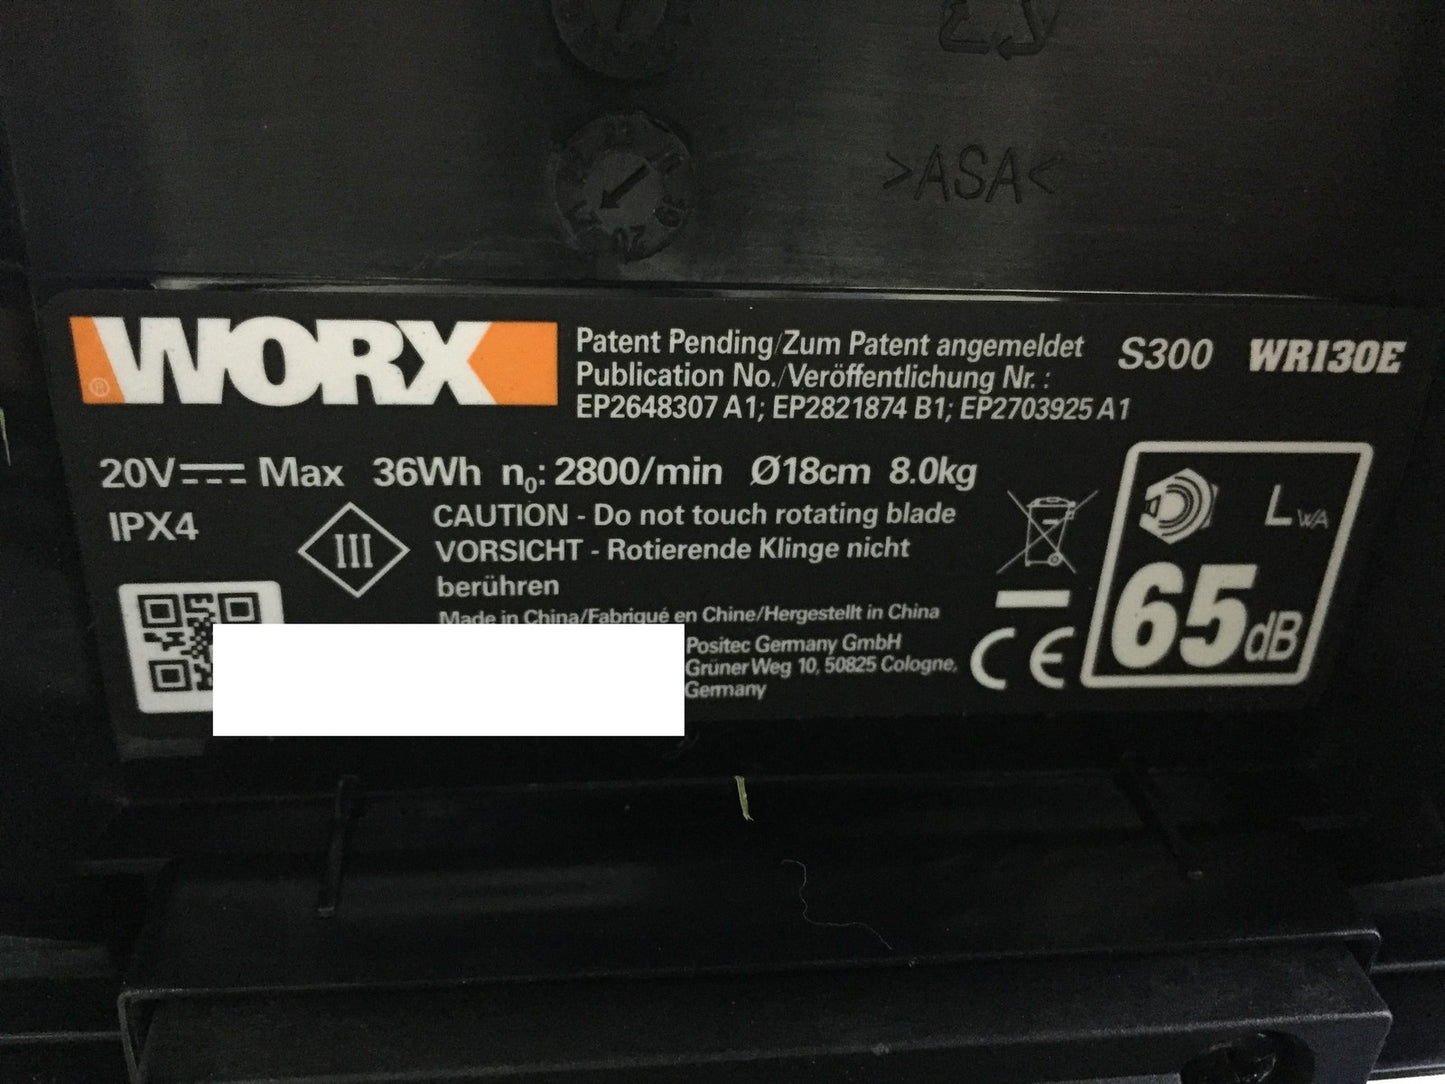 >ASA<
20
WORX
®
Patent Pending/Zum Patent angemeldet
Publication No./Veröffentlichung Nr.:
EP2648307 A1; EP2821874 B1; EP2703925 A1
S300 WR130E
20V Max 36Wh n0: 2800/min Ø18cm 8.0kg
IPX4
III
CAUTION - Do not touch rotating blade
VORSICHT - Rotierende Klinge nicht
berühren
Made in China/Fabriqué en Chine/Hergestellt in China
Positec Germany GmbH
Grüner Weg 10, 50825 Cologne,
Germany
CE
LWA
65dB